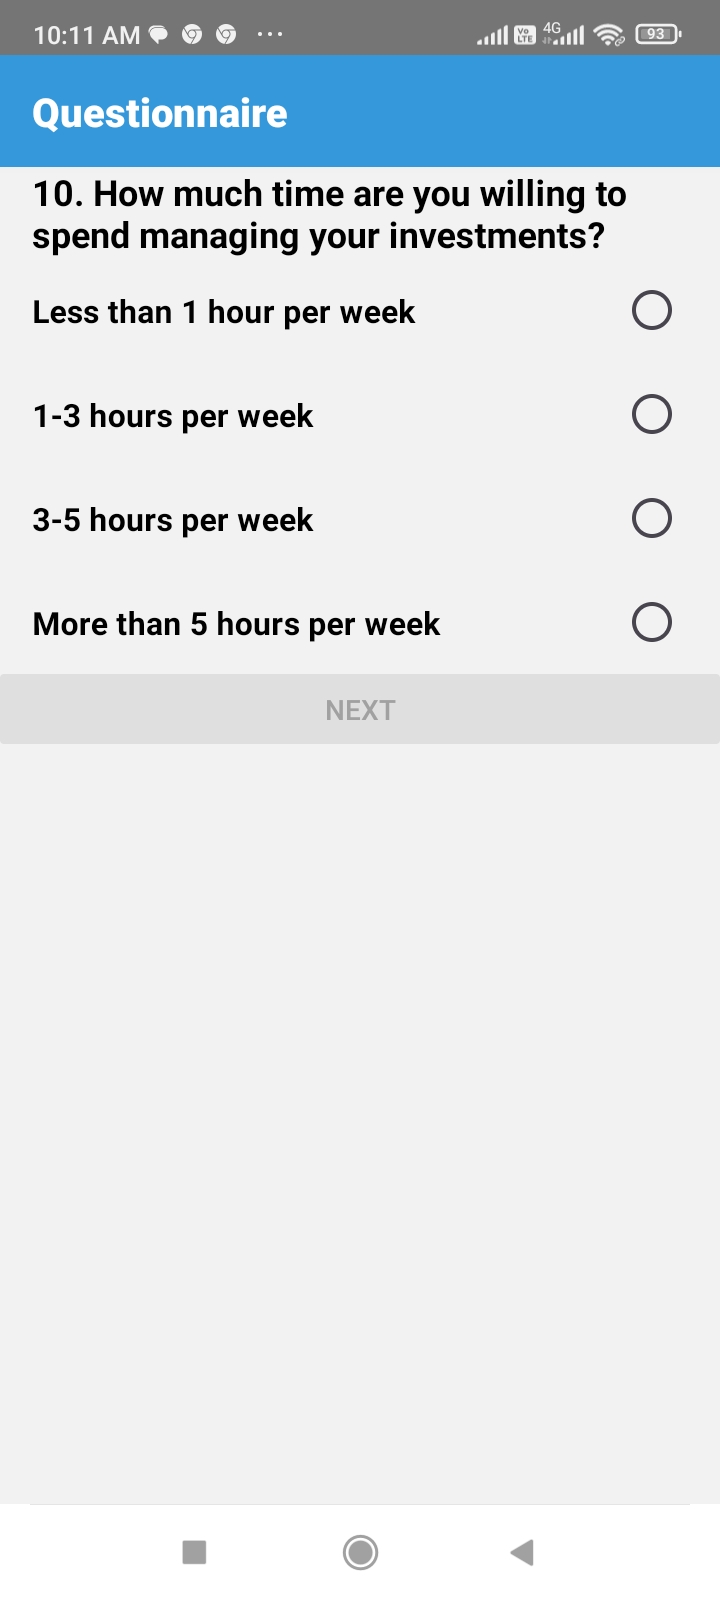 10:11 AM
Vo LTE
4G
93
Questionnaire
10. How much time are you willing to
spend managing your investments?
Less than 1 hour per week
1-3 hours per week
3-5 hours per week
More than 5 hours per week
NEXT